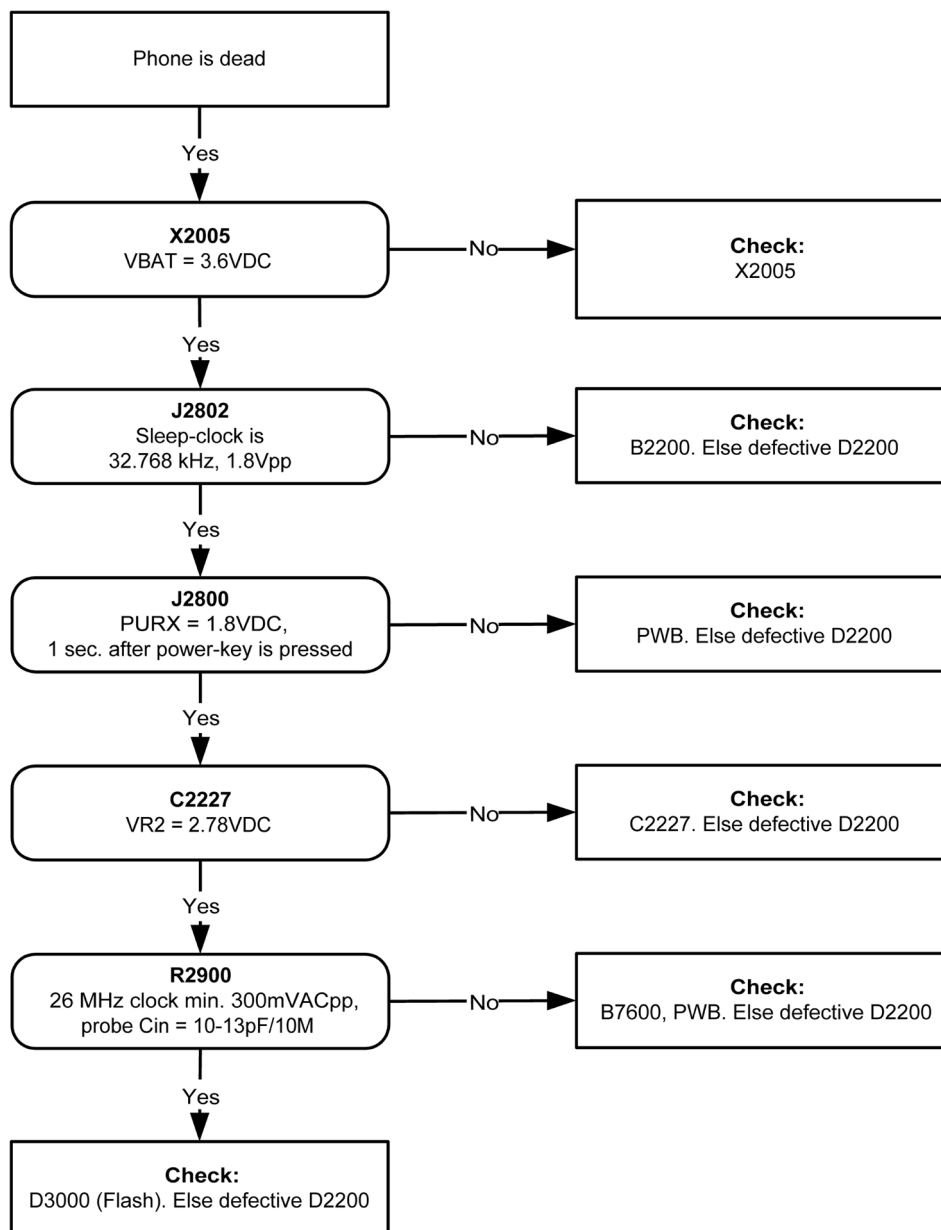 Phone is dead
Yes
X2005
VBAT = 3.6VDC
No
Check:
X2005
Yes
J2802
Sleep-clock is
32.768 kHz, 1.8Vpp
No
Check:
B2200. Else defective D2200
Yes
J2800
PURX = 1.8VDC,
1 sec. after power-key is pressed
No
Check:
PWB. Else defective D2200
Yes
C2227
VR2 = 2.78VDC
No
Check:
C2227. Else defective D2200
Yes
R2900
26 MHz clock min. 300mVACpp,
probe Cin = 10-13pF/10M
No
Check:
B7600, PWB. Else defective D2200
Yes
Check:
D3000 (Flash). Else defective D2200